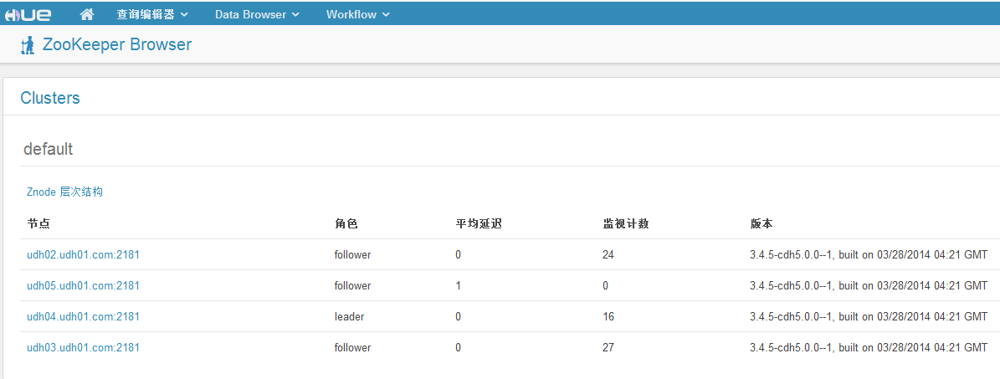 HUE 查询编辑器 Data Browser Workflow
ZooKeeper Browser
Clusters
default
Znode 层次结构
节点 角色 平均延迟 监视计数 版本
udh02.udh01.com:2181 follower 0 24 3.4.5-cdh5.0.0--1, built on 03/28/2014 04:21 GMT
udh05.udh01.com:2181 follower 1 0 3.4.5-cdh5.0.0--1, built on 03/28/2014 04:21 GMT
udh04.udh01.com:2181 leader 0 16 3.4.5-cdh5.0.0--1, built on 03/28/2014 04:21 GMT
udh03.udh01.com:2181 follower 0 27 3.4.5-cdh5.0.0--1, built on 03/28/2014 04:21 GMT